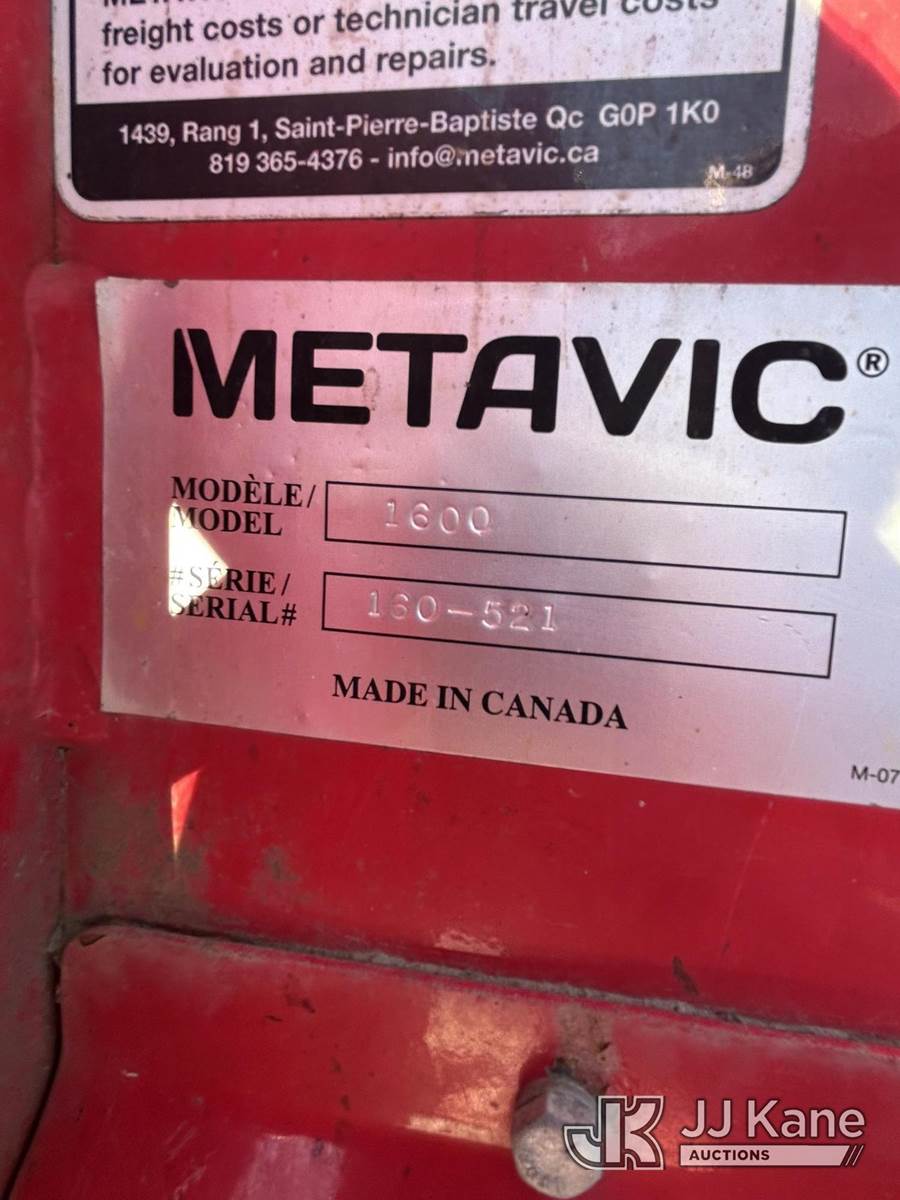 freight costs or technician travel costs
for evaluation and repairs.
1439, Rang 1, Saint-Pierre-Baptiste Qc G0P 1K0
819 365-4376 - info@metavic.ca
M-48
METAVIC®
MODÈLE/
MODEL
1600
#SÉRIE/
SERIAL#
160-521
MADE IN CANADA
M-07
JK JJ Kane
AUCTIONS